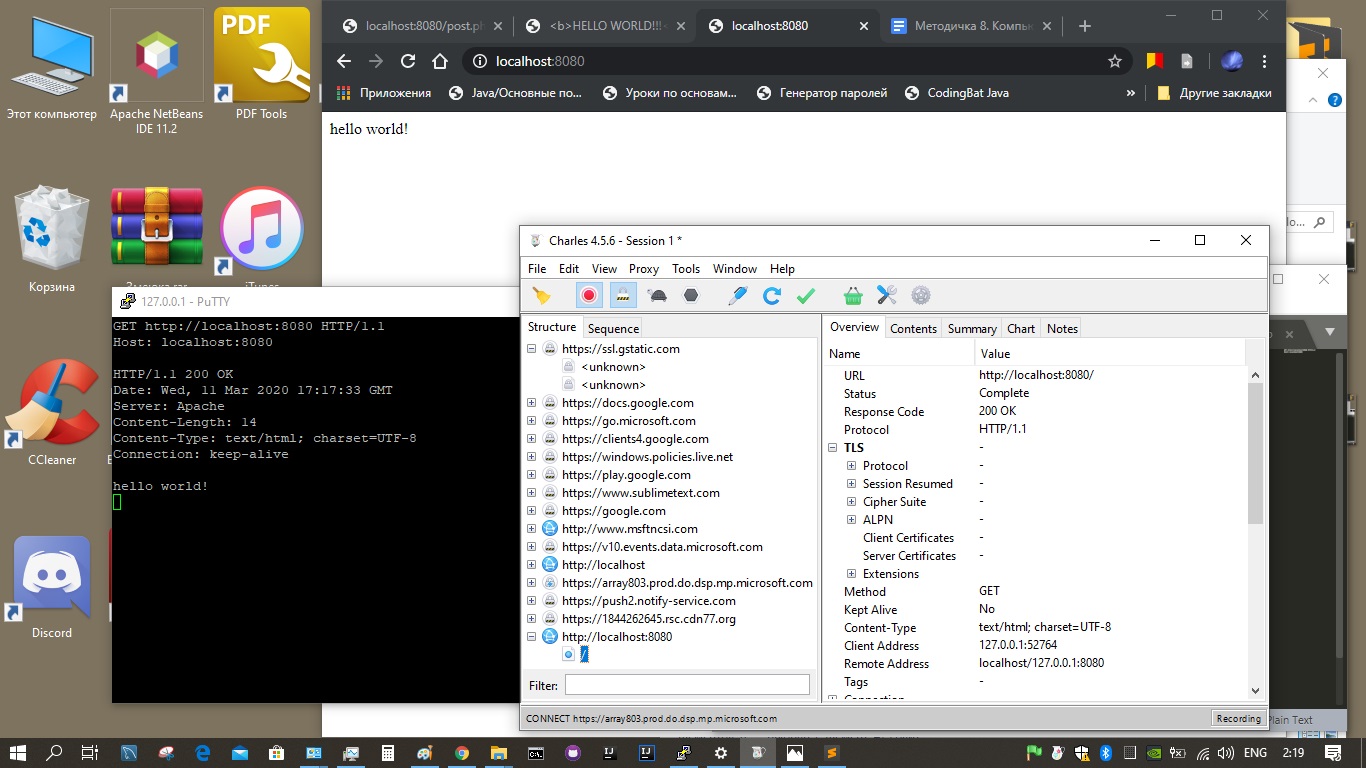 Этот компьютер
Apache NetBeans
IDE 11.2
PDF
PDF Tools
Корзина
iTunes
CCleaner
Discord
localhost:8080/post.ph
<b>HELLO WORLD!!!<
localhost:8080
Методичка 8. Компью
localhost:8080
Приложения
Java/Основные по...
Уроки по основам...
Генератор паролей
CodingBat Java
»
Другие закладки
hello world!
127.0.0.1 - PuTTY
GET http://localhost:8080 HTTP/1.1
Host: localhost:8080
HTTP/1.1 200 OK
Date: Wed, 11 Mar 2020 17:17:33 GMT
Server: Apache
Content-Length: 14
Content-Type: text/html; charset=UTF-8
Connection: keep-alive
hello world!
Charles 4.5.6 - Session 1 *
File Edit View Proxy Tools Window Help
Structure Sequence
https://ssl.gstatic.com
<unknown>
<unknown>
https://docs.google.com
https://go.microsoft.com
https://clients4.google.com
https://windows.policies.live.net
https://play.google.com
https://www.sublimetext.com
https://google.com
http://www.msftncsi.com
https://v10.events.data.microsoft.com
http://localhost
https://array803.prod.do.dsp.mp.microsoft.com
https://push2.notify-service.com
https://1844262645.rsc.cdn77.org
http://localhost:8080
/
Filter:
Overview Contents Summary Chart Notes
Name Value
URL http://localhost:8080/
Status Complete
Response Code 200 OK
Protocol HTTP/1.1
TLS -
Protocol -
Session Resumed -
Cipher Suite -
ALPN -
Client Certificates -
Server Certificates -
Extensions -
Method GET
Kept Alive No
Content-Type text/html; charset=UTF-8
Client Address 127.0.0.1:52764
Remote Address localhost/127.0.0.1:8080
Tags -
Connection
CONNECT https://array803.prod.do.dsp.mp.microsoft.com
Recording
Plain Text
ENG
2:19